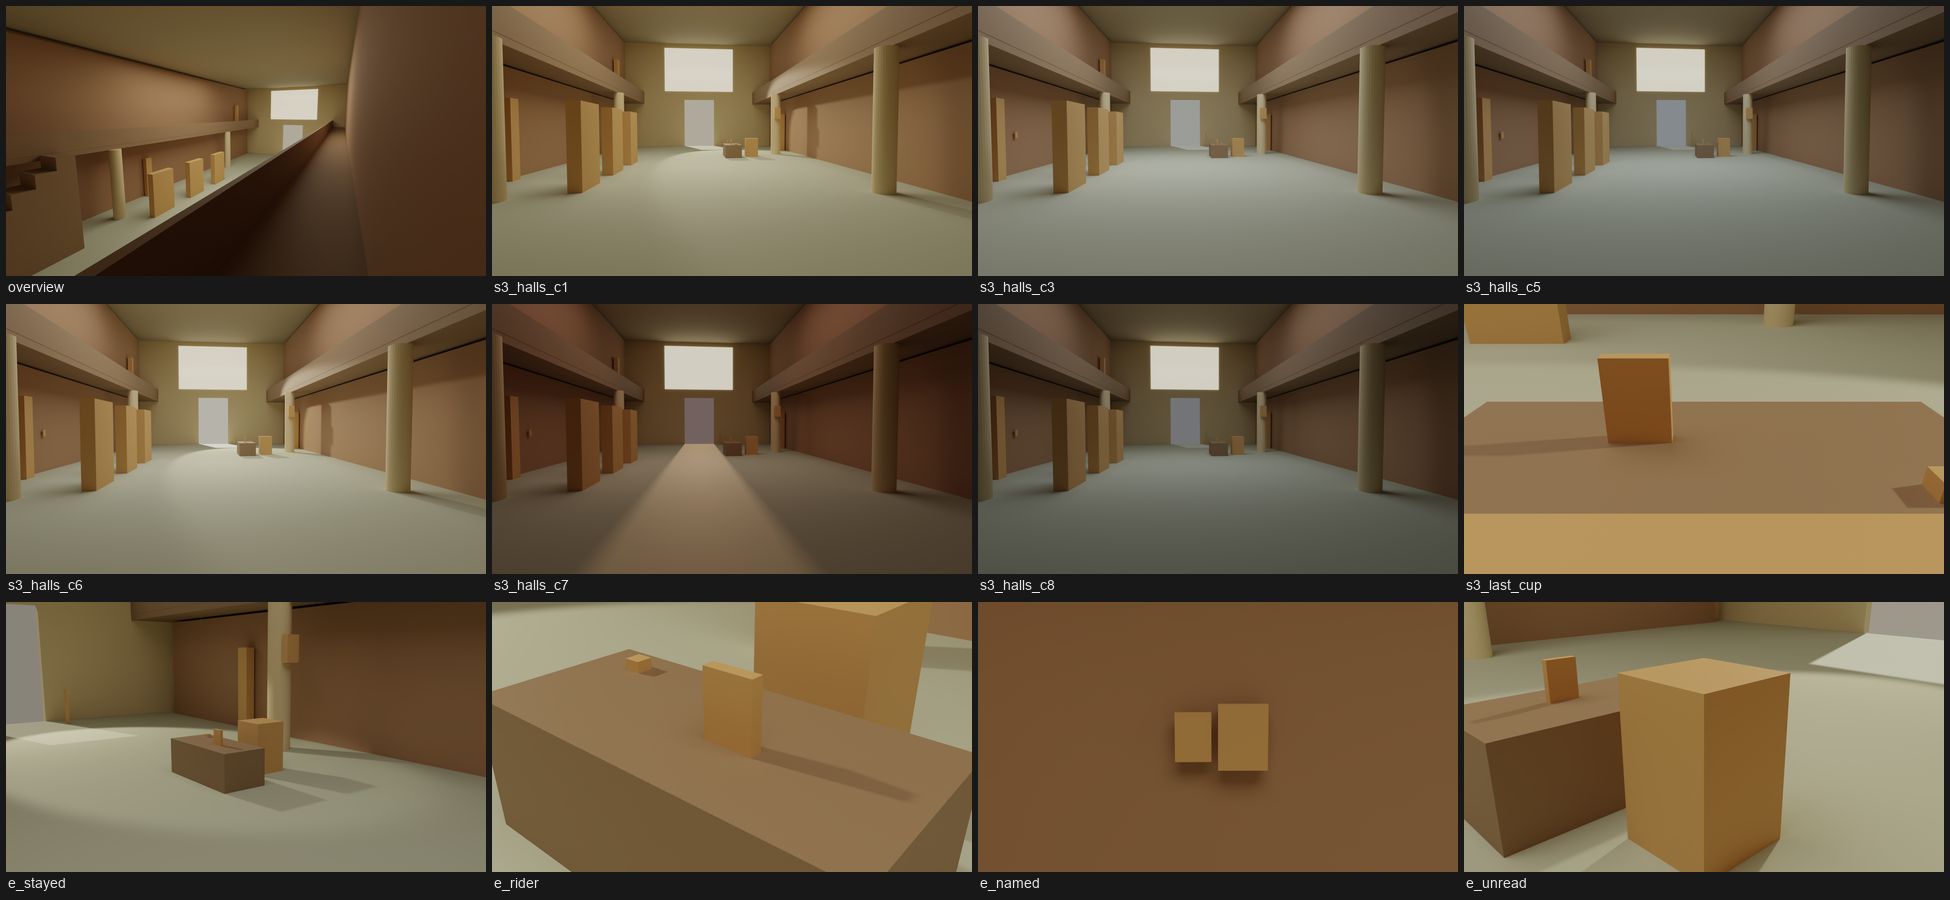 overview
s3_halls_c1
s3_halls_c3
s3_halls_c5
s3_halls_c6
s3_halls_c7
s3_halls_c8
s3_last_cup
e_stayed
e_rider
e_named
e_unread